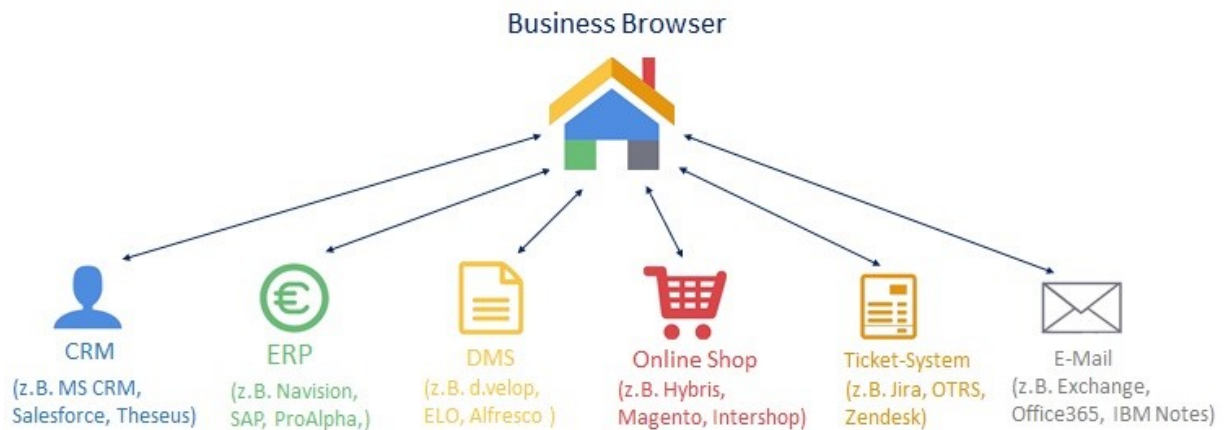 Business Browser
CRM
(z.B. MS CRM,
Salesforce, Theseus)
ERP
(z.B. Navision,
SAP, ProAlpha,)
DMS
(z.B. d.velop,
ELO, Alfresco )
Online Shop
(z.B. Hybris,
Magento, Intershop)
Ticket-System
(z.B. Jira, OTRS,
Zendesk)
E-Mail
(z.B. Exchange,
Office365, IBM Notes)